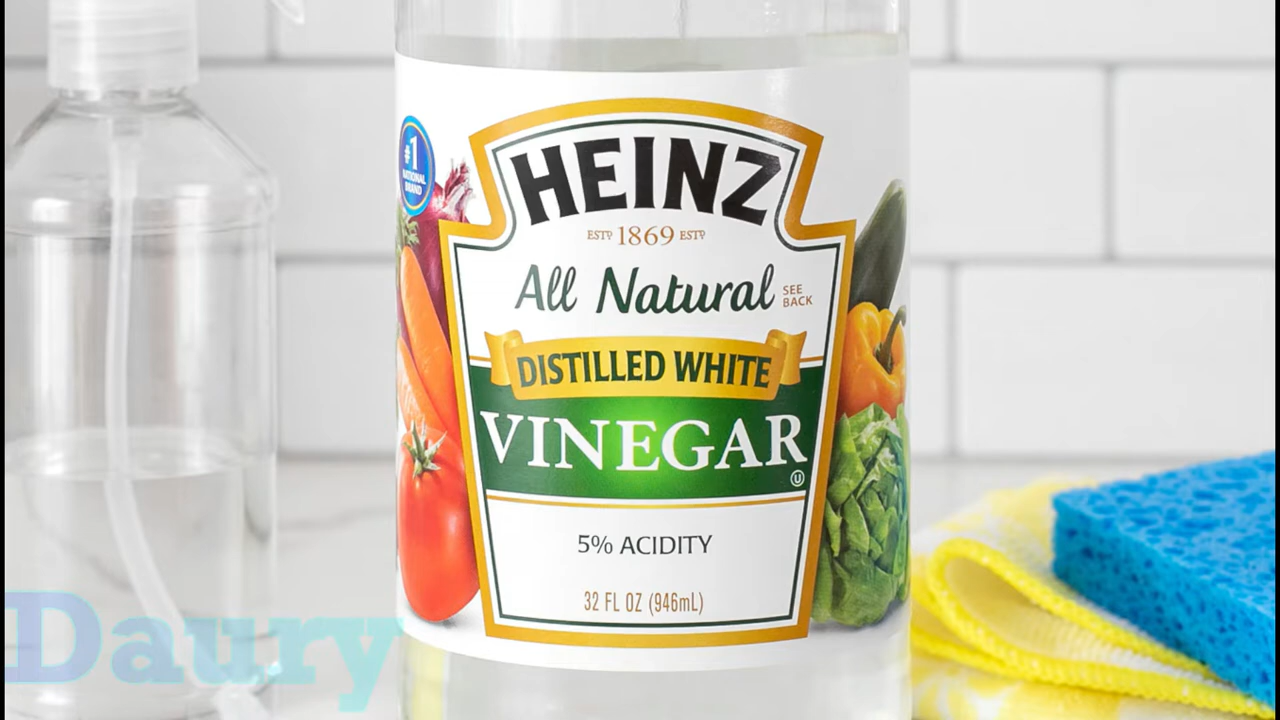 #1
NATIONAL
BRAND
HEINZ
ESTD 1869 ESTD
All Natural
SEE
BACK
DISTILLED WHITE
VINEGAR
U
5% ACIDITY
32 FL OZ (946mL)
Daury